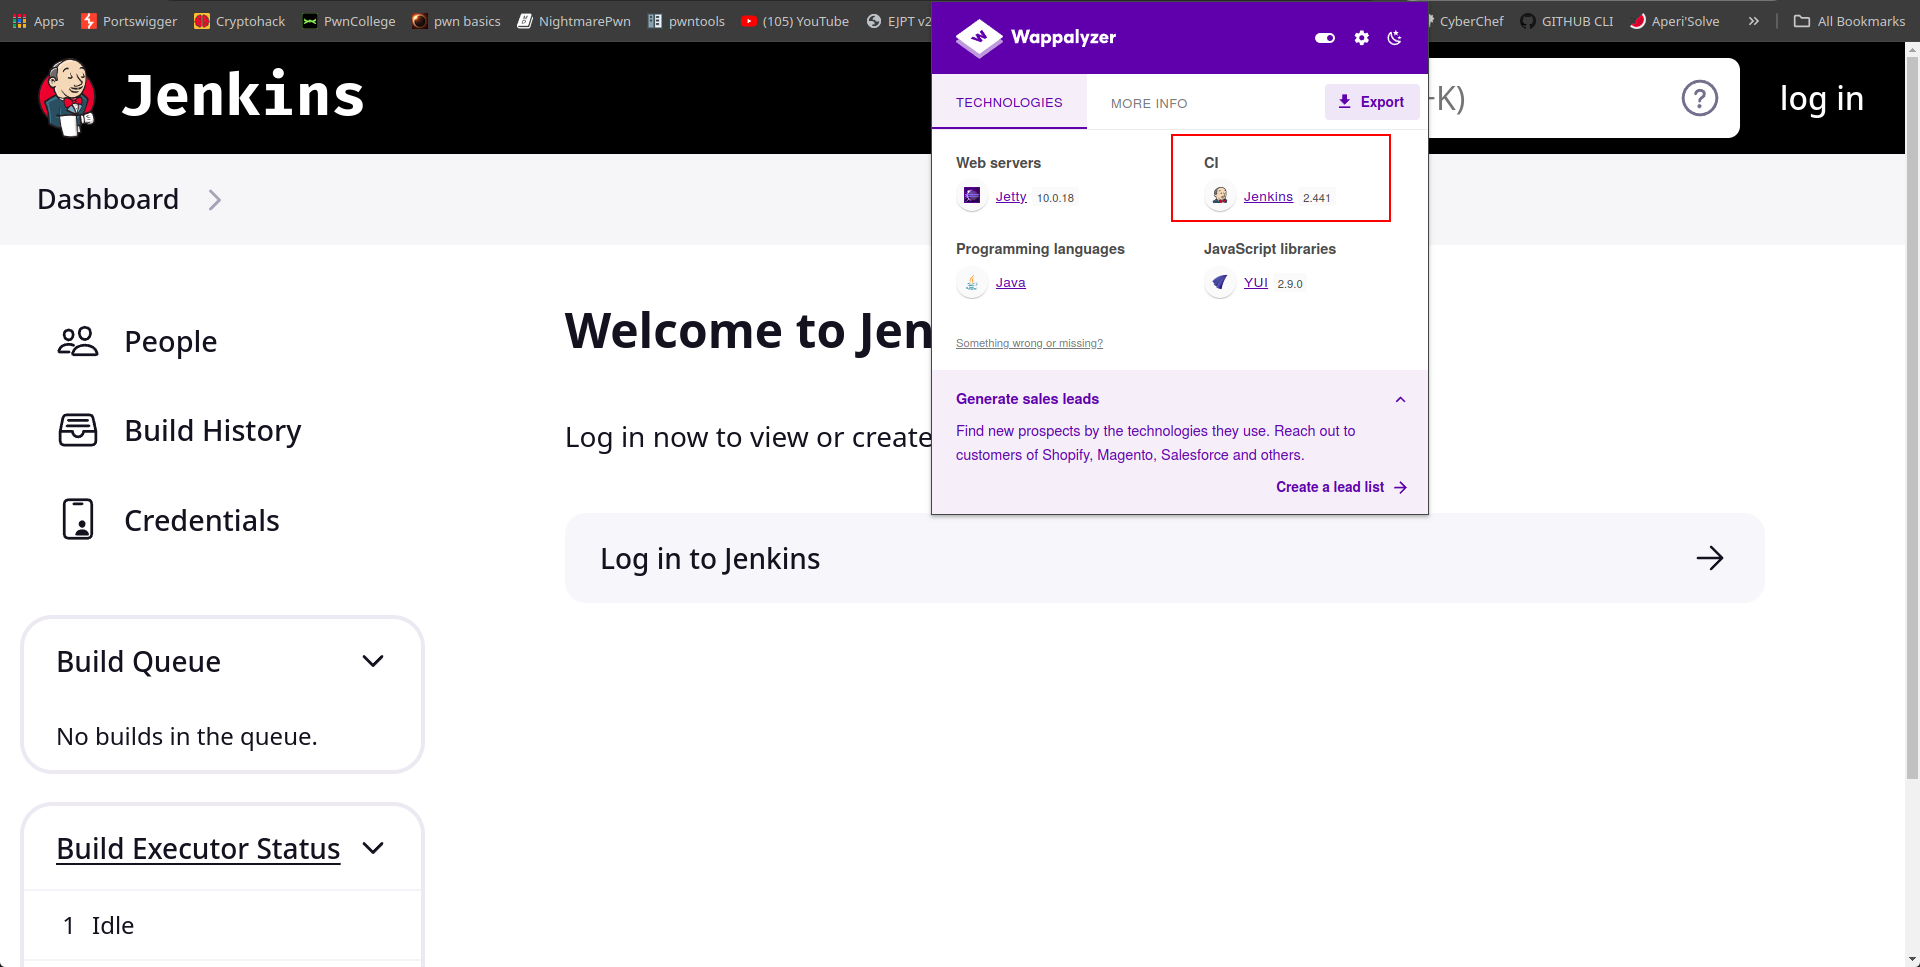 Apps Portswigger Cryptohack PwnCollege pwn basics NightmarePwn pwntools (105) YouTube EJPT v2 CyberChef GITHUB CLI Aperi'Solve » All Bookmarks
Jenkins
+K)
log in
Wappalyzer
TECHNOLOGIES MORE INFO Export
Web servers
Jetty 10.0.18
CI
Jenkins 2.441
Programming languages
Java
JavaScript libraries
YUI 2.9.0
Something wrong or missing?
Generate sales leads
Find new prospects by the technologies they use. Reach out to
customers of Shopify, Magento, Salesforce and others.
Create a lead list
Dashboard
People
Build History
Credentials
Build Queue
No builds in the queue.
Build Executor Status
1 Idle
Welcome to Jen
Log in now to view or create
Log in to Jenkins